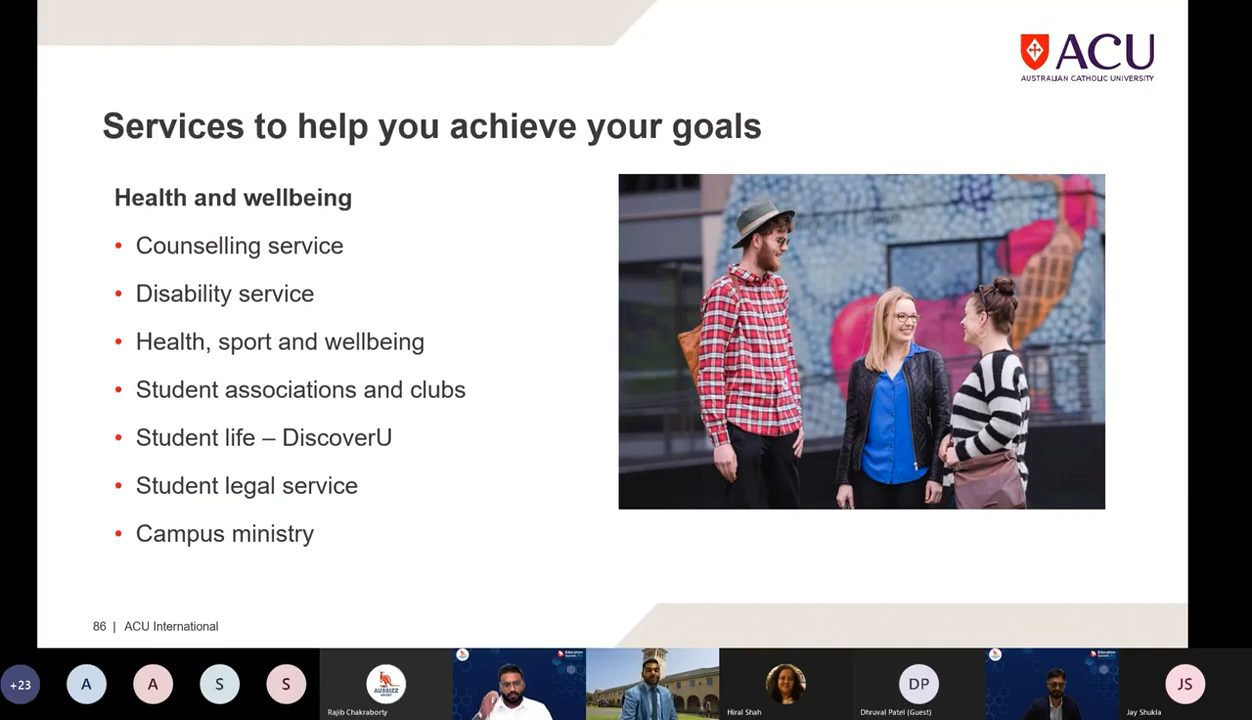 ACU
AUSTRALIAN CATHOLIC UNIVERSITY
Services to help you achieve your goals
Health and wellbeing
• Counselling service
• Disability service
• Health, sport and wellbeing
• Student associations and clubs
• Student life – DiscoverU
• Student legal service
• Campus ministry
86 | ACU International
+23
A
A
S
S
AUSSIZZ
Rajib Chakraborty
Hiral Shah
DP
Dhruval Patel (Guest)
JS
Jay Shukla